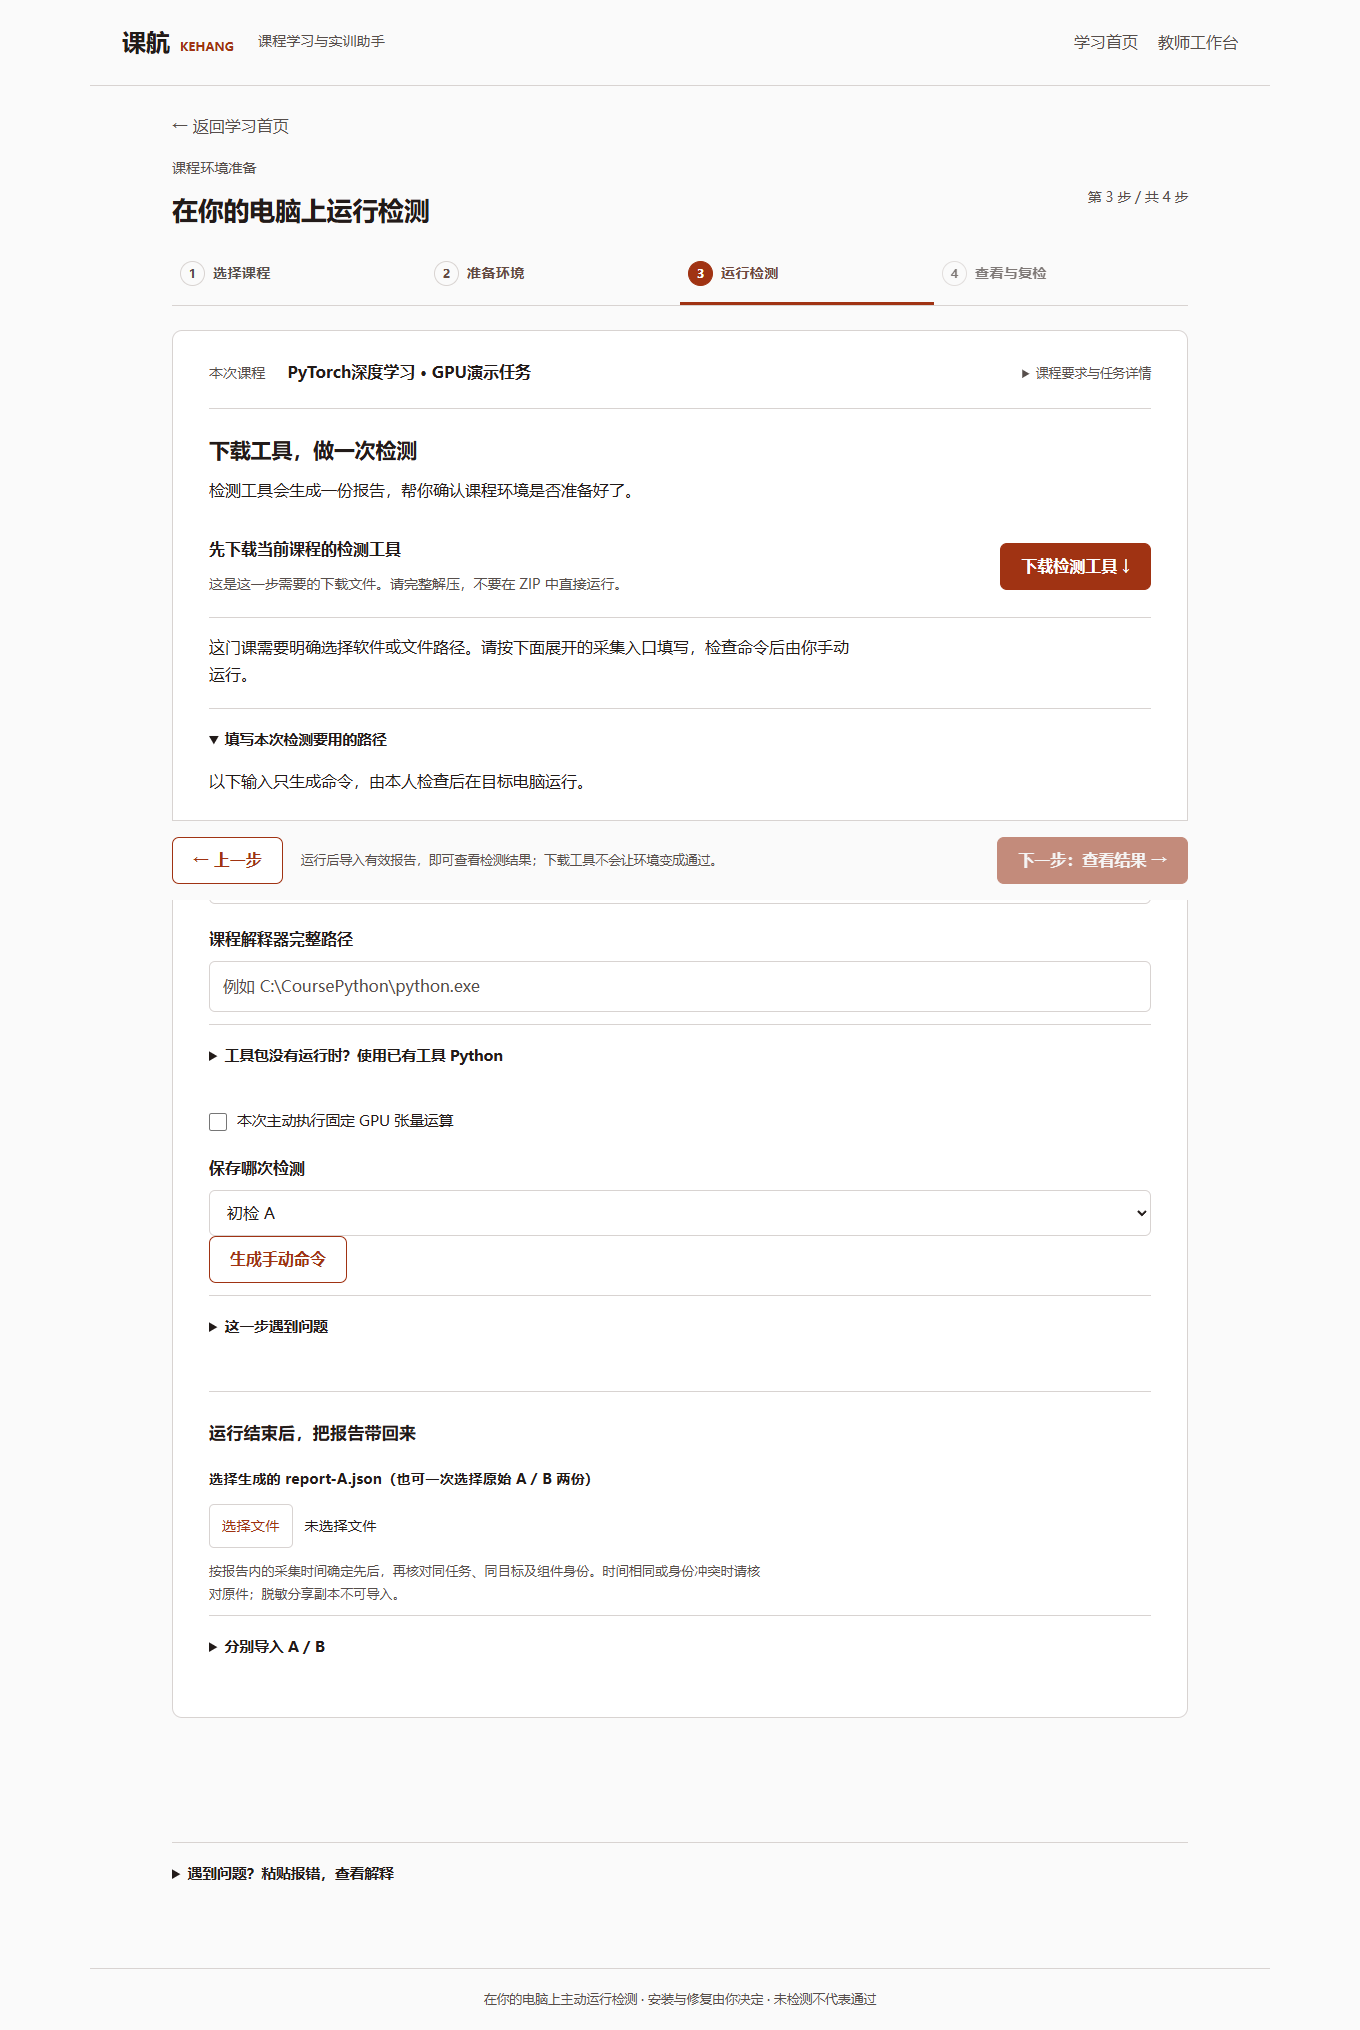 课航 KEHANG 课程学习与实训助手
学习首页 教师工作台
← 返回学习首页
课程环境准备
在你的电脑上运行检测
第 3 步 / 共 4 步
1 选择课程
2 准备环境
3 运行检测
4 查看与复检
本次课程 PyTorch深度学习 • GPU演示任务
▶ 课程要求与任务详情
下载工具，做一次检测
检测工具会生成一份报告，帮你确认课程环境是否准备好了。
先下载当前课程的检测工具
这是这一步需要的下载文件。请完整解压，不要在 ZIP 中直接运行。
下载检测工具 ↓
这门课需要明确选择软件或文件路径。请按下面展开的采集入口填写，检查命令后由你手动
运行。
▼ 填写本次检测要用的路径
以下输入只生成命令，由本人检查后在目标电脑运行。
← 上一步
运行后导入有效报告，即可查看检测结果；下载工具不会让环境变成通过。
下一步：查看结果 →
课程解释器完整路径
例如 C:\CoursePython\python.exe
▶ 工具包没有运行时？使用已有工具 Python
本次主动执行固定 GPU 张量运算
保存哪次检测
初检 A
生成手动命令
▶ 这一步遇到问题
运行结束后，把报告带回来
选择生成的 report-A.json（也可一次选择原始 A / B 两份）
选择文件 未选择文件
按报告内的采集时间确定先后，再核对同任务、同目标及组件身份。时间相同或身份冲突时请核
对原件；脱敏分享副本不可导入。
▶ 分别导入 A / B
▶ 遇到问题？粘贴报错，查看解释
在你的电脑上主动运行检测 · 安装与修复由你决定 · 未检测不代表通过